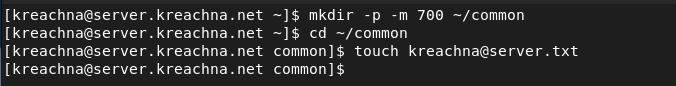 [kreachna@server.kreachna.net ~]$ mkdir -p -m 700 ~/common
[kreachna@server.kreachna.net ~]$ cd ~/common
[kreachna@server.kreachna.net common]$ touch kreachna@server.txt
[kreachna@server.kreachna.net common]$